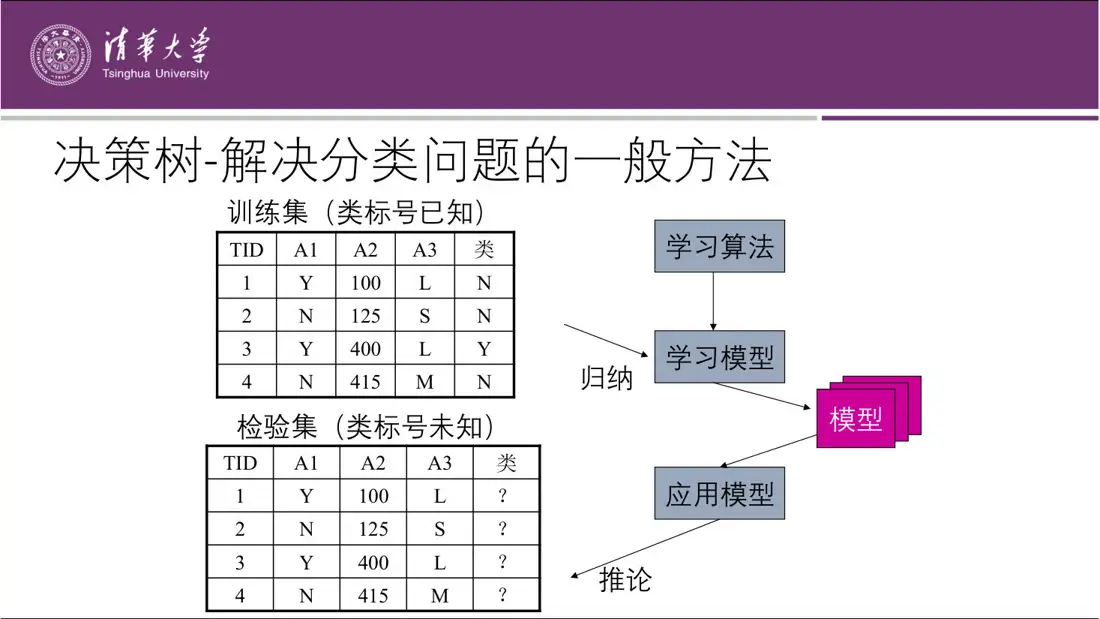 清华大学
Tsinghua University
决策树-解决分类问题的一般方法
训练集（类标号已知）
TID A1 A2 A3 类
1 Y 100 L N
2 N 125 S N
3 Y 400 L Y
4 N 415 M N
检验集（类标号未知）
TID A1 A2 A3 类
1 Y 100 L ？
2 N 125 S ？
3 Y 400 L ？
4 N 415 M ？
学习算法
学习模型
归纳
模型
应用模型
推论